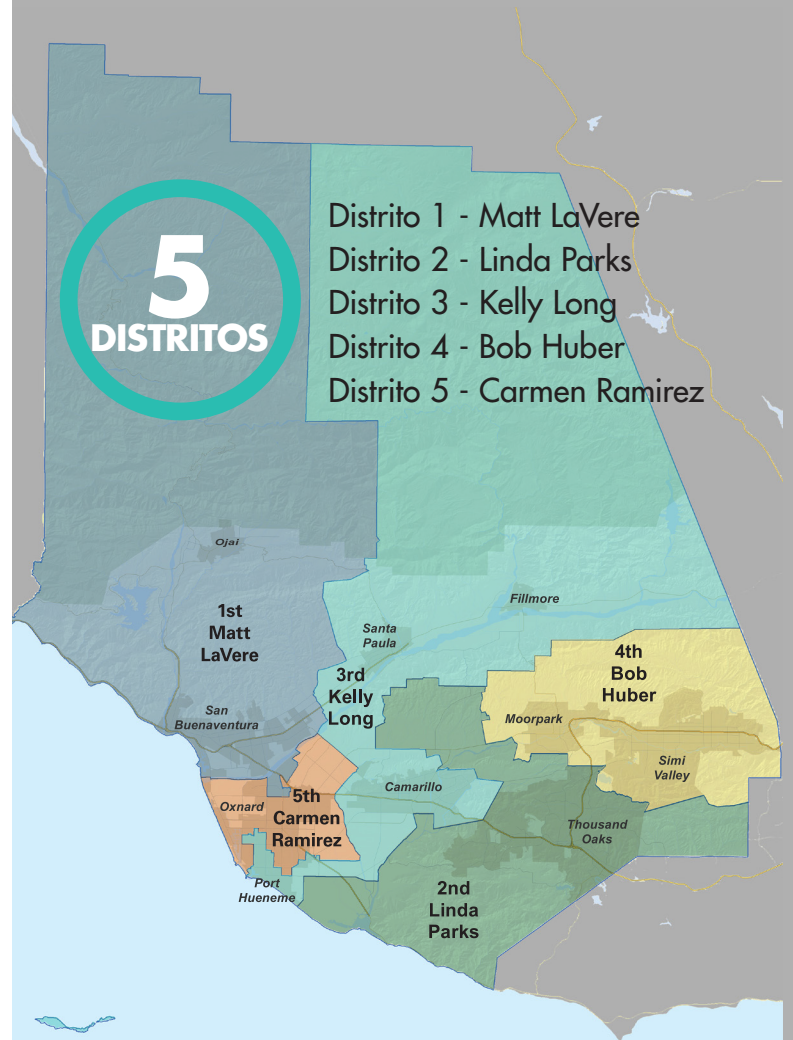 5
DISTRITOS
Distrito 1 - Matt LaVere
Distrito 2 - Linda Parks
Distrito 3 - Kelly Long
Distrito 4 - Bob Huber
Distrito 5 - Carmen Ramirez
Ojai
1st
Matt
LaVere
Fillmore
Santa
Paula
3rd
Kelly
Long
4th
Bob
Huber
San
Buenaventura
Moorpark
Simi
Valley
Camarillo
Oxnard
5th
Carmen
Ramirez
Thousand
Oaks
Port
Hueneme
2nd
Linda
Parks